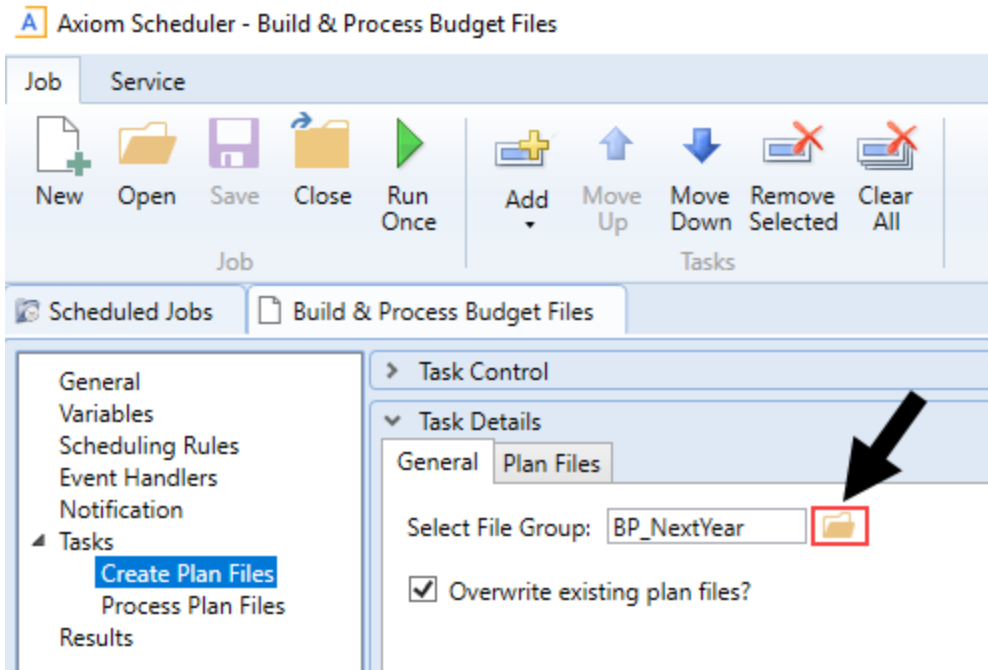 A Axiom Scheduler - Build & Process Budget Files
Job Service
New Open Save Close Run Once Add Move Up Move Down Remove Selected Clear All
Job Tasks
Scheduled Jobs Build & Process Budget Files
General
Variables
Scheduling Rules
Event Handlers
Notification
Tasks
Create Plan Files
Process Plan Files
Results
Task Control
Task Details
General Plan Files
Select File Group: BP_NextYear
Overwrite existing plan files?